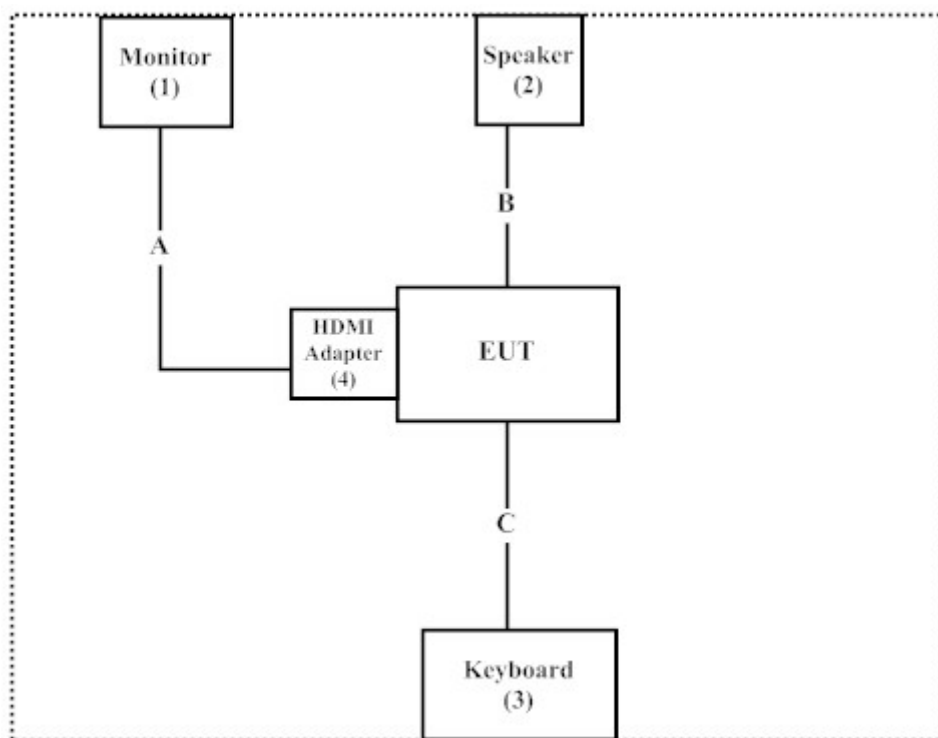 Monitor
(1)
Speaker
(2)
B
A
HDMI
Adapter
(4)
EUT
C
Keyboard
(3)